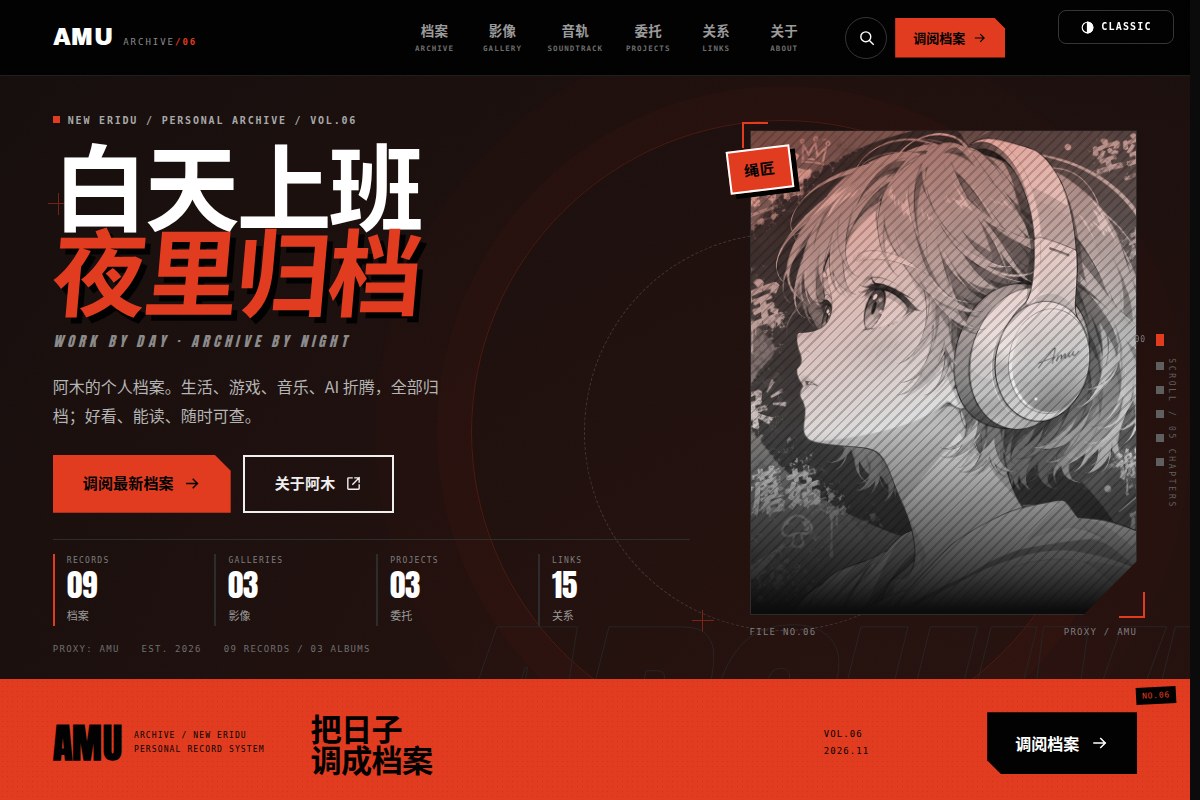 AMU ARCHIVE/06
档案 影像 音轨 委托 关系 关于
ARCHIVE GALLERY SOUNDTRACK PROJECTS LINKS ABOUT
调阅档案
CLASSIC
NEW ERIDU / PERSONAL ARCHIVE / VOL.06
白天上班
夜里归档
WORK BY DAY · ARCHIVE BY NIGHT
阿木的个人档案。生活、游戏、音乐、AI 折腾，全部归
档；好看、能读、随时可查。
调阅最新档案
关于阿木
RECORDS
09
档案
GALLERIES
03
影像
PROJECTS
03
委托
LINKS
15
关系
PROXY: AMU EST. 2026 09 RECORDS / 03 ALBUMS
绳匠
Amu
蘑菇
FILE NO.06
PROXY / AMU
SCROLL / 05 CHAPTERS
NO.06
AMU
ARCHIVE / NEW ERIDU
PERSONAL RECORD SYSTEM
把日子
调成档案
VOL.06
2026.11
调阅档案